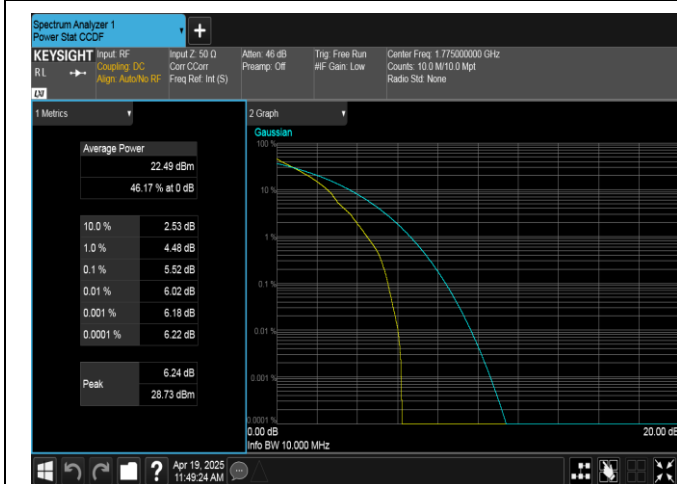 Spectrum Analyzer 1
Power Stat CCDF
+
KEYSIGHT
RL
LXI
Input: RF
Coupling: DC
Align: Auto/No RF
Input Z: 50 Ω
Corr CCorr
Freq Ref: Int (S)
Atten: 46 dB
Preamp: Off
Trig: Free Run
#IF Gain: Low
Center Freq: 1.775000000 GHz
Counts: 10.0 M/10.0 Mpt
Radio Std: None
1 Metrics
Average Power
22.49 dBm
46.17 % at 0 dB
10.0 % 2.53 dB
1.0 % 4.48 dB
0.1 % 5.52 dB
0.01 % 6.02 dB
0.001 % 6.18 dB
0.0001 % 6.22 dB
Peak
6.24 dB
28.73 dBm
2 Graph
Gaussian
100 %
10 %
1 %
0.1 %
0.01 %
0.001 %
0.0001 %
0.00 dB 20.00 dB
Info BW 10.000 MHz
?
Apr 19, 2025
11:49:24 AM